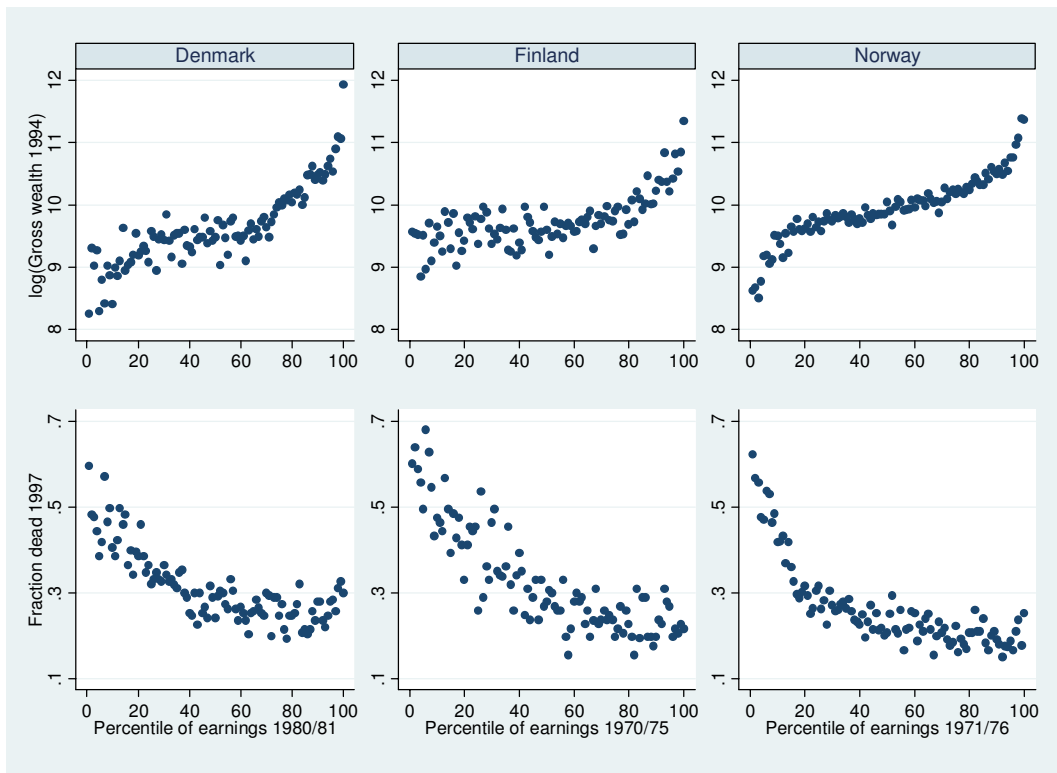 Denmark
Finland
Norway
log(Gross wealth 1994)
12
11
10
9
8
0 20 40 60 80 100
12
11
10
9
8
0 20 40 60 80 100
12
11
10
9
8
0 20 40 60 80 100
Fraction dead 1997
.7
.5
.3
.1
0 20 40 60 80 100
Percentile of earnings 1980/81
.7
.5
.3
.1
0 20 40 60 80 100
Percentile of earnings 1970/75
.7
.5
.3
.1
0 20 40 60 80 100
Percentile of earnings 1971/76